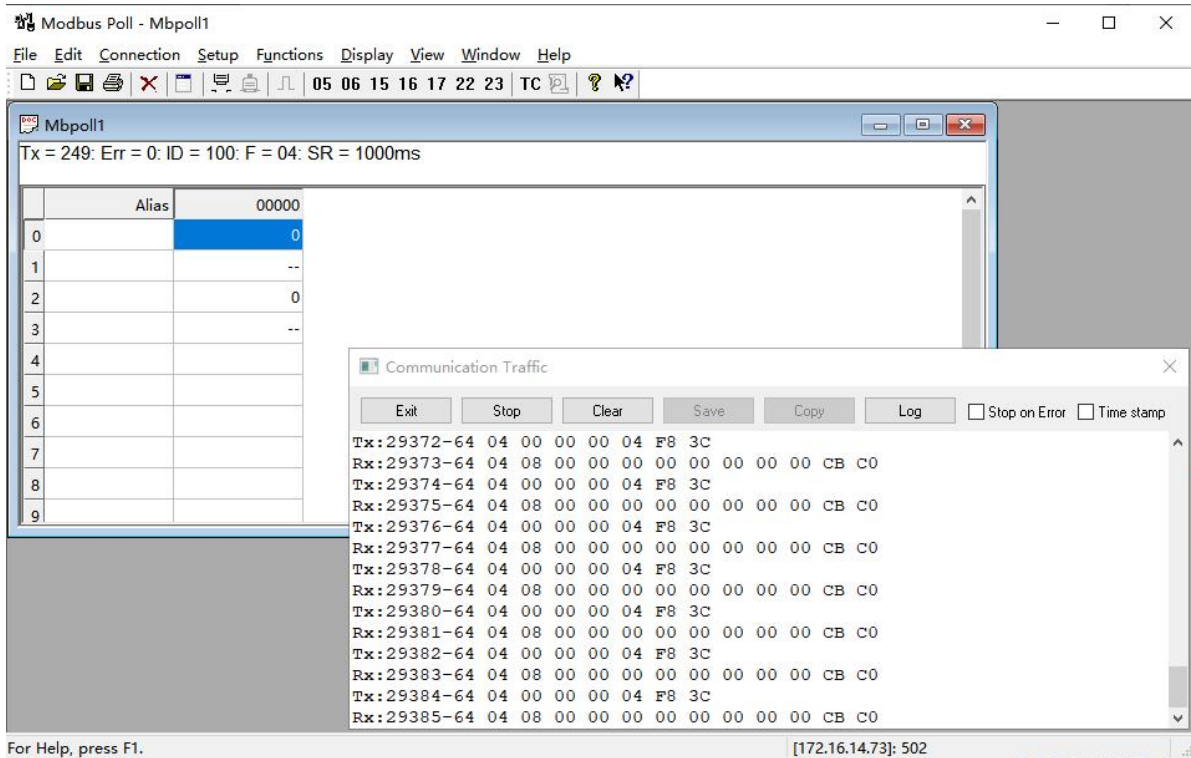 Modbus Poll - Mbpoll1
File Edit Connection Setup Functions Display View Window Help
05 06 15 16 17 22 23 TC
Mbpoll1
Tx = 249: Err = 0: ID = 100: F = 04: SR = 1000ms
Alias 00000
0 0
1 --
2 0
3 --
4
5
6
7
8
9
Communication Traffic
Exit Stop Clear Save Copy Log Stop on Error Time stamp
Tx:29372-64 04 00 00 00 04 F8 3C
Rx:29373-64 04 08 00 00 00 00 00 00 00 00 CB C0
Tx:29374-64 04 00 00 00 04 F8 3C
Rx:29375-64 04 08 00 00 00 00 00 00 00 00 CB C0
Tx:29376-64 04 00 00 00 04 F8 3C
Rx:29377-64 04 08 00 00 00 00 00 00 00 00 CB C0
Tx:29378-64 04 00 00 00 04 F8 3C
Rx:29379-64 04 08 00 00 00 00 00 00 00 00 CB C0
Tx:29380-64 04 00 00 00 04 F8 3C
Rx:29381-64 04 08 00 00 00 00 00 00 00 00 CB C0
Tx:29382-64 04 00 00 00 04 F8 3C
Rx:29383-64 04 08 00 00 00 00 00 00 00 00 CB C0
Tx:29384-64 04 00 00 00 04 F8 3C
Rx:29385-64 04 08 00 00 00 00 00 00 00 00 CB C0
For Help, press F1.
[172.16.14.73]: 502